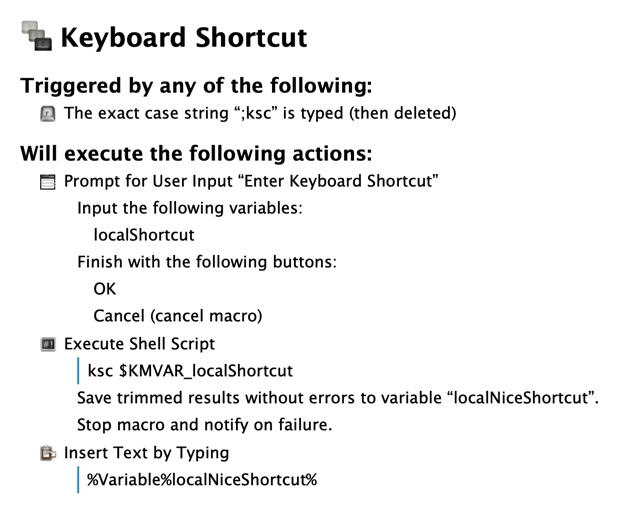 Keyboard Shortcut
Triggered by any of the following:
The exact case string “;ksc” is typed (then deleted)
Will execute the following actions:
Prompt for User Input “Enter Keyboard Shortcut”
Input the following variables:
localShortcut
Finish with the following buttons:
OK
Cancel (cancel macro)
Execute Shell Script
ksc $KMVAR_localShortcut
Save trimmed results without errors to variable “localNiceShortcut”.
Stop macro and notify on failure.
Insert Text by Typing
%Variable%localNiceShortcut%